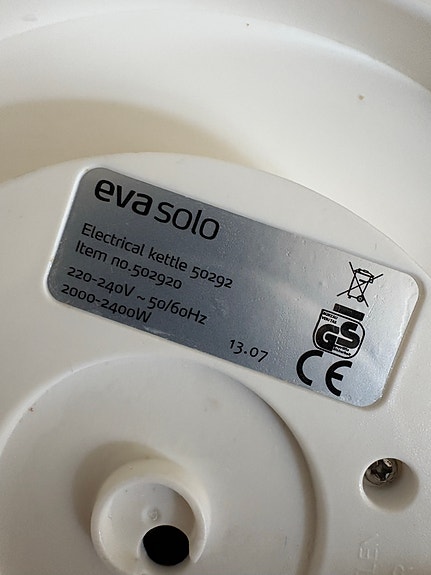 eva solo
Electrical kettle 50292
Item no.502920
220-240V ~ 50/60Hz
2000-2400W
13.07
GS
CE